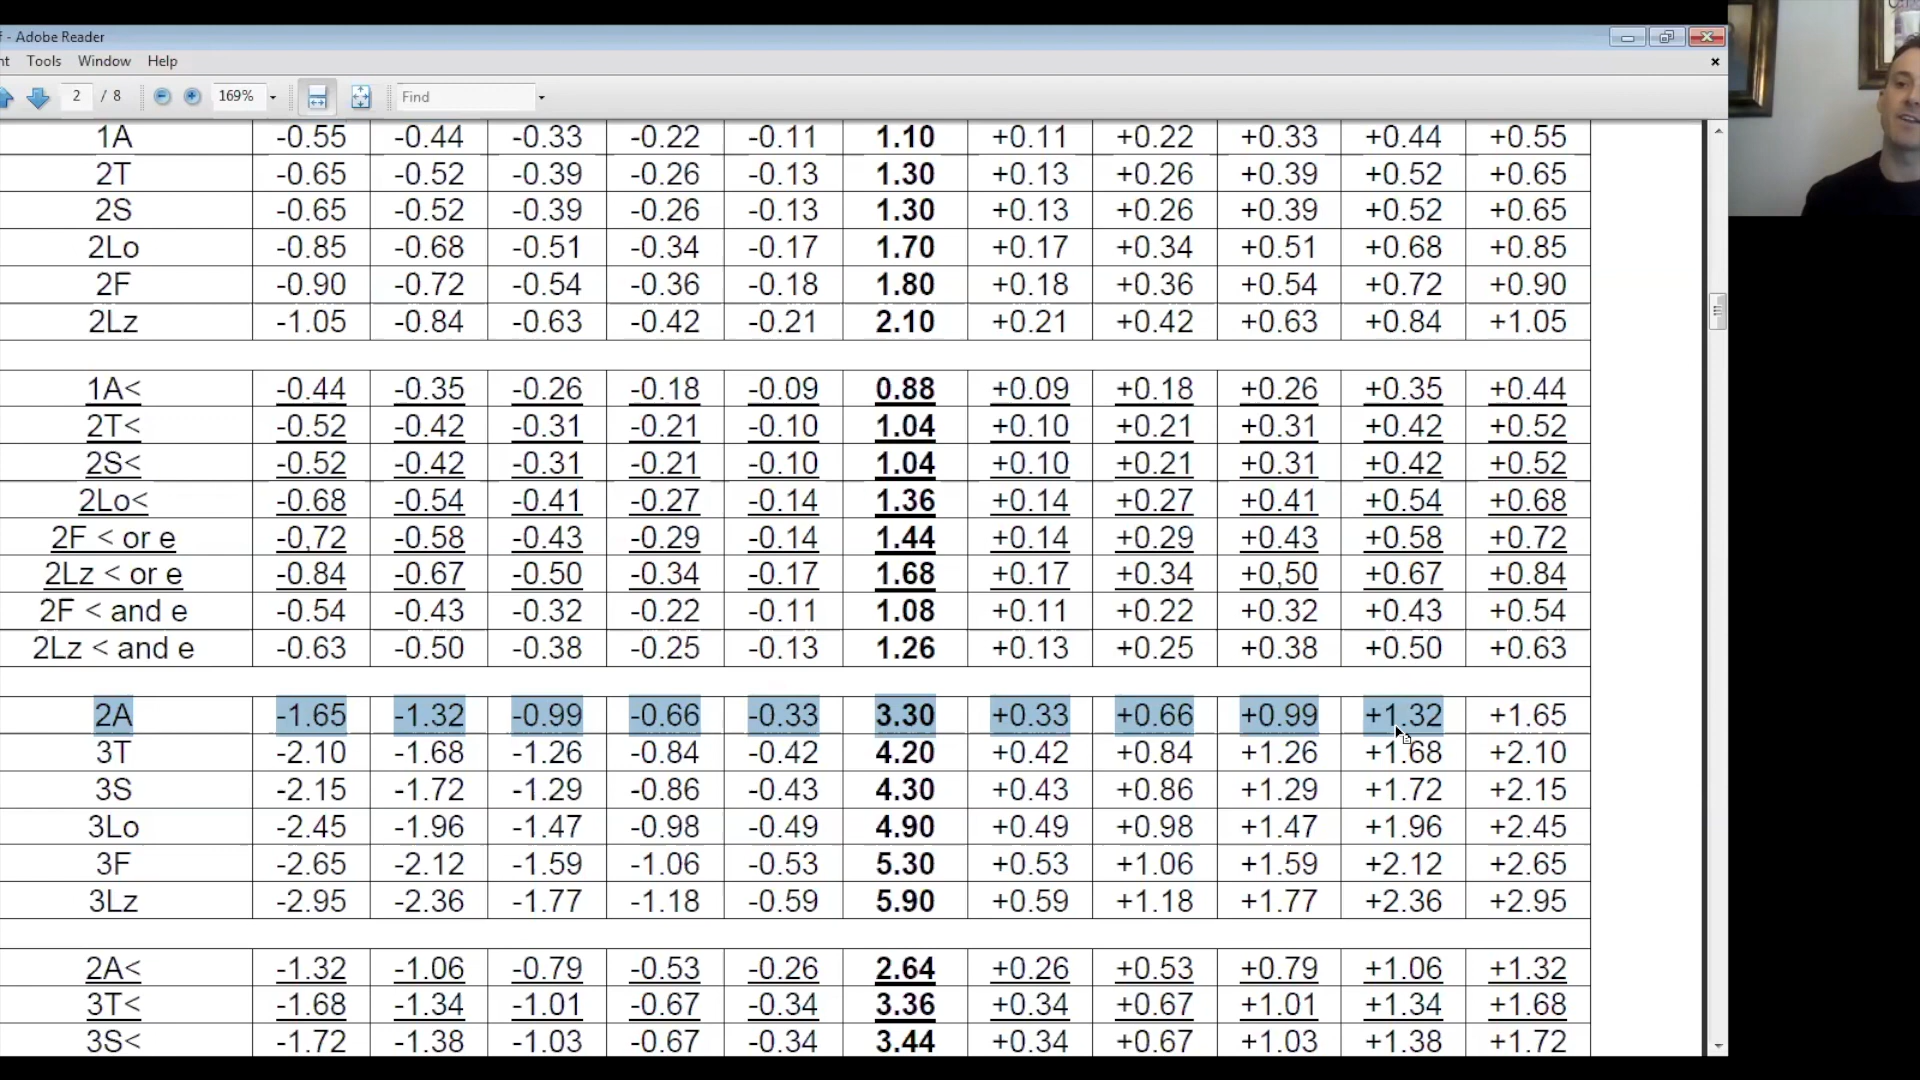 f - Adobe Reader
nt Tools Window Help
2 / 8 169% Find
1A -0.55 -0.44 -0.33 -0.22 -0.11 1.10 +0.11 +0.22 +0.33 +0.44 +0.55
2T -0.65 -0.52 -0.39 -0.26 -0.13 1.30 +0.13 +0.26 +0.39 +0.52 +0.65
2S -0.65 -0.52 -0.39 -0.26 -0.13 1.30 +0.13 +0.26 +0.39 +0.52 +0.65
2Lo -0.85 -0.68 -0.51 -0.34 -0.17 1.70 +0.17 +0.34 +0.51 +0.68 +0.85
2F -0.90 -0.72 -0.54 -0.36 -0.18 1.80 +0.18 +0.36 +0.54 +0.72 +0.90
2Lz -1.05 -0.84 -0.63 -0.42 -0.21 2.10 +0.21 +0.42 +0.63 +0.84 +1.05
1A< -0.44 -0.35 -0.26 -0.18 -0.09 0.88 +0.09 +0.18 +0.26 +0.35 +0.44
2T< -0.52 -0.42 -0.31 -0.21 -0.10 1.04 +0.10 +0.21 +0.31 +0.42 +0.52
2S< -0.52 -0.42 -0.31 -0.21 -0.10 1.04 +0.10 +0.21 +0.31 +0.42 +0.52
2Lo< -0.68 -0.54 -0.41 -0.27 -0.14 1.36 +0.14 +0.27 +0.41 +0.54 +0.68
2F < or e -0,72 -0.58 -0.43 -0.29 -0.14 1.44 +0.14 +0.29 +0.43 +0.58 +0.72
2Lz < or e -0.84 -0.67 -0.50 -0.34 -0.17 1.68 +0.17 +0.34 +0,50 +0.67 +0.84
2F < and e -0.54 -0.43 -0.32 -0.22 -0.11 1.08 +0.11 +0.22 +0.32 +0.43 +0.54
2Lz < and e -0.63 -0.50 -0.38 -0.25 -0.13 1.26 +0.13 +0.25 +0.38 +0.50 +0.63
2A -1.65 -1.32 -0.99 -0.66 -0.33 3.30 +0.33 +0.66 +0.99 +1.32 +1.65
3T -2.10 -1.68 -1.26 -0.84 -0.42 4.20 +0.42 +0.84 +1.26 +1.68 +2.10
3S -2.15 -1.72 -1.29 -0.86 -0.43 4.30 +0.43 +0.86 +1.29 +1.72 +2.15
3Lo -2.45 -1.96 -1.47 -0.98 -0.49 4.90 +0.49 +0.98 +1.47 +1.96 +2.45
3F -2.65 -2.12 -1.59 -1.06 -0.53 5.30 +0.53 +1.06 +1.59 +2.12 +2.65
3Lz -2.95 -2.36 -1.77 -1.18 -0.59 5.90 +0.59 +1.18 +1.77 +2.36 +2.95
2A< -1.32 -1.06 -0.79 -0.53 -0.26 2.64 +0.26 +0.53 +0.79 +1.06 +1.32
3T< -1.68 -1.34 -1.01 -0.67 -0.34 3.36 +0.34 +0.67 +1.01 +1.34 +1.68
3S< -1.72 -1.38 -1.03 -0.67 -0.34 3.44 +0.34 +0.67 +1.03 +1.38 +1.72